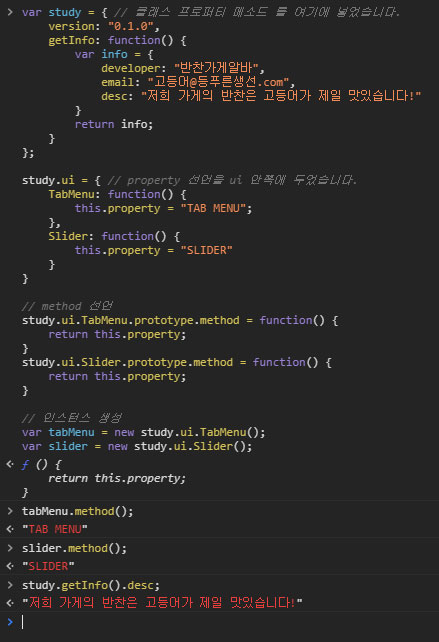 > var study = { // 클래스 프로퍼티 메소드 를 여기에 넣었습니다.
version: "0.1.0",
getInfo: function() {
var info = {
developer: "반찬가게알바",
email: "고등어@등푸른생선.com",
desc: "저희 가게의 반찬은 고등어가 제일 맛있습니다!"
}
return info;
}
};
study.ui = { // property 선언을 ui 안쪽에 두었습니다.
TabMenu: function() {
this.property = "TAB MENU";
},
Slider: function() {
this.property = "SLIDER"
}
}
// method 선언
study.ui.TabMenu.prototype.method = function() {
return this.property;
}
study.ui.Slider.prototype.method = function() {
return this.property;
}
// 인스턴스 생성
var tabMenu = new study.ui.TabMenu();
var slider = new study.ui.Slider();
< ƒ () {
return this.property;
}
> tabMenu.method();
< "TAB MENU"
> slider.method();
< "SLIDER"
> study.getInfo().desc;
< "저희 가게의 반찬은 고등어가 제일 맛있습니다!"
>